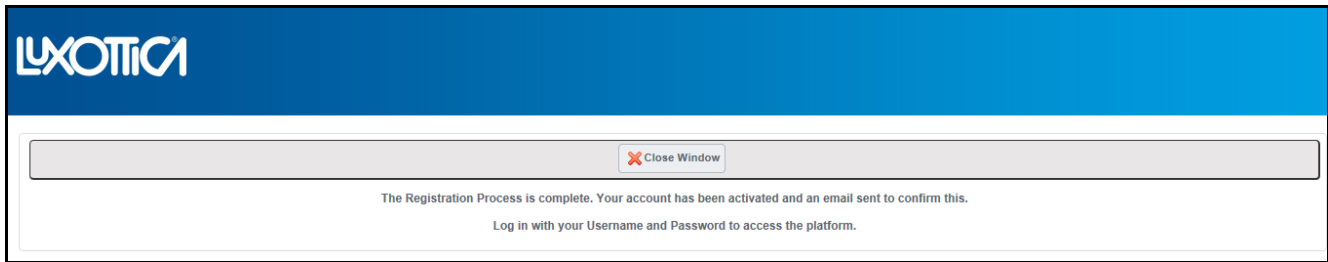 LUXOTTICA
Close Window
The Registration Process is complete. Your account has been activated and an email sent to confirm this.
Log in with your Username and Password to access the platform.